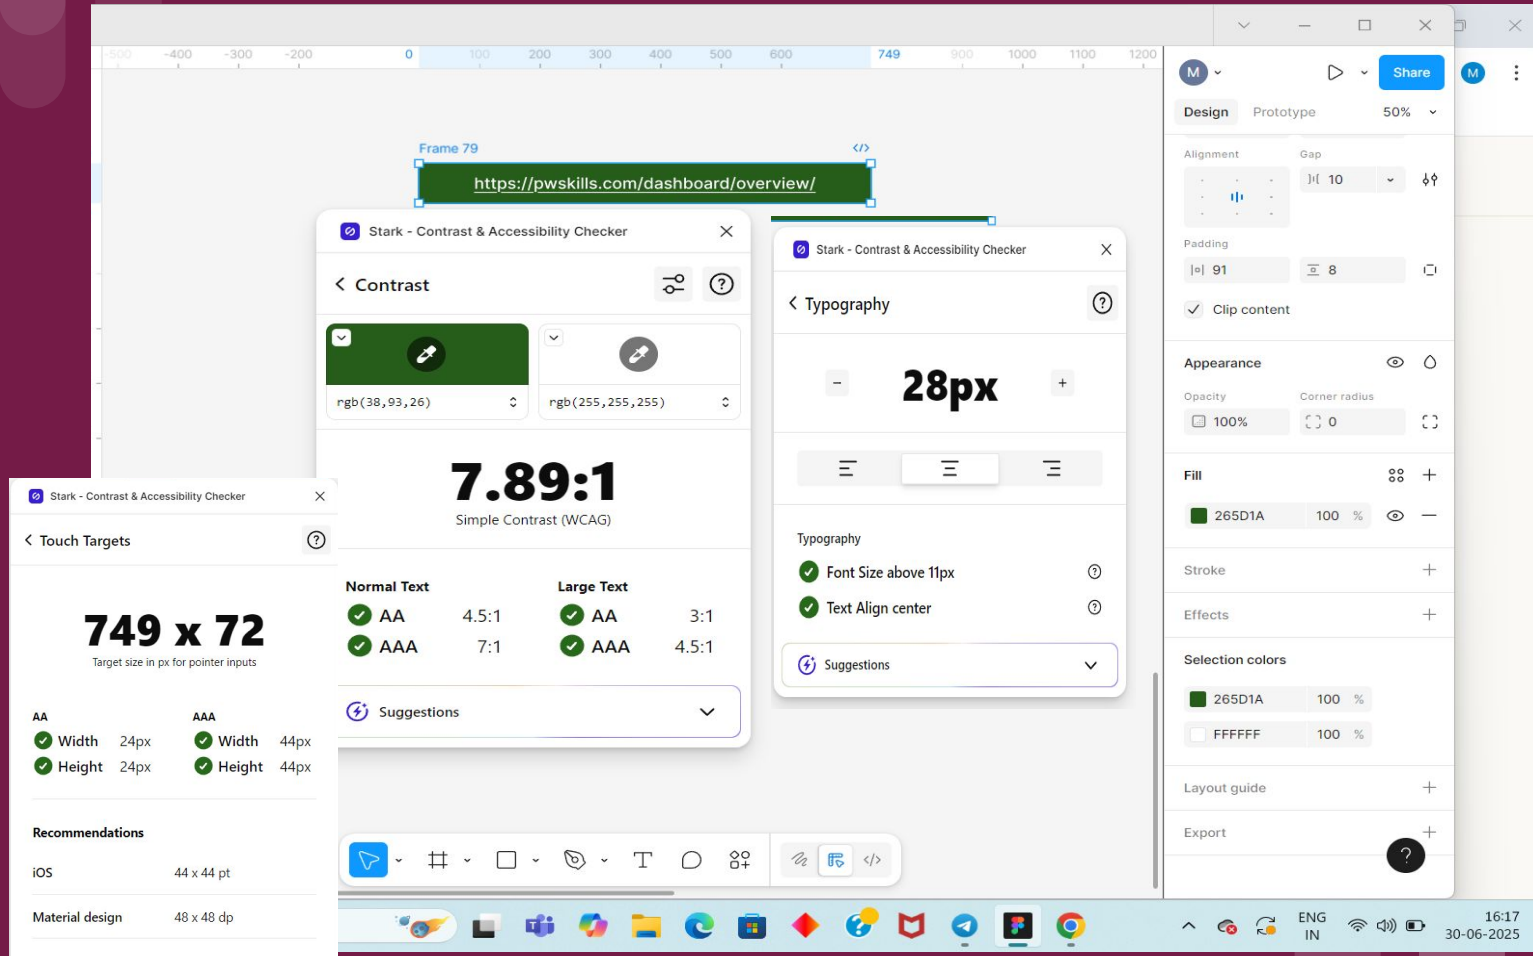 -500 -400 -300 -200 0 100 200 300 400 500 600 749 900 1000 1100 1200
M Share M
Design Prototype 50%
Frame 79
https://pwskills.com/dashboard/overview/
Alignment Gap
10
Padding
91 8
Clip content
Appearance
Opacity Corner radius
100% 0
Fill
265D1A 100 %
Stroke
Effects
Selection colors
265D1A 100 %
FFFFFF 100 %
Layout guide
Export
?
Stark - Contrast & Accessibility Checker
Contrast
rgb(38,93,26) rgb(255,255,255)
7.89:1
Simple Contrast (WCAG)
Normal Text Large Text
AA 4.5:1 AA 3:1
AAA 7:1 AAA 4.5:1
Suggestions
Stark - Contrast & Accessibility Checker
Typography
28px
Typography
Font Size above 11px
Text Align center
Suggestions
Stark - Contrast & Accessibility Checker
Touch Targets
749 x 72
Target size in px for pointer inputs
AA AAA
Width 24px Width 44px
Height 24px Height 44px
Recommendations
iOS 44 x 44 pt
Material design 48 x 48 dp
ENG
IN
16:17
30-06-2025